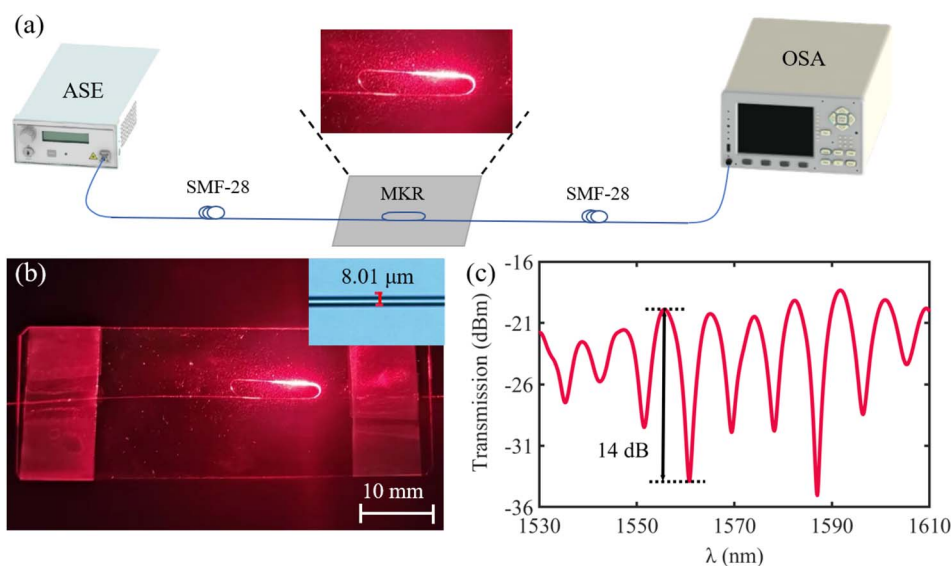 (a)
ASE
OSA
SMF-28
MKR
SMF-28
(b)
8.01 μm
10 mm
(c)
-16
-21
-26
-31
-36
Transmission (dBm)
14 dB
1530
1550
1570
1590
1610
λ (nm)